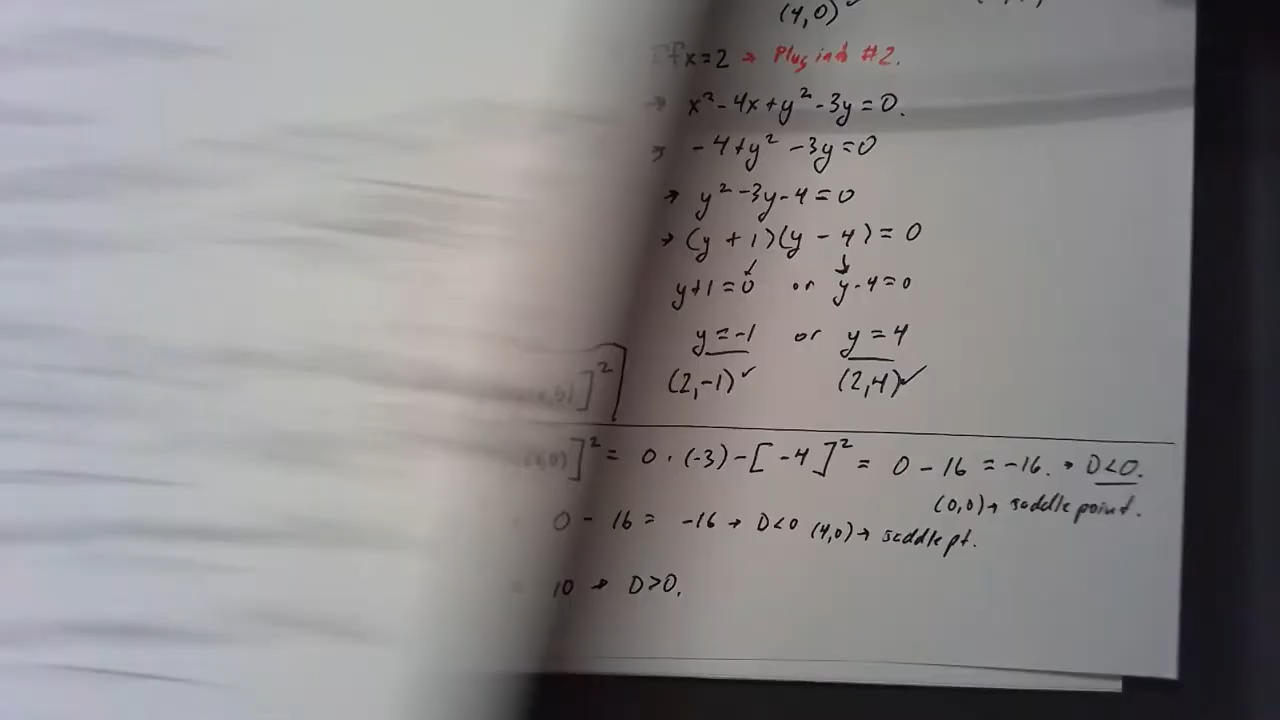 (4,0)✓
If x=2 → Plug into #2.
→ x²-4x+y²-3y=0.
→ -4+y²-3y=0
→ y²-3y-4=0
→ (y+1)(y-4)=0
y+1=0 or y-4=0
y=-1 or y=4
(2,-1)✓ (2,4)✓
]²
]² = 0·(-3)-[-4]² = 0-16=-16. → D<0.
(0,0)→ saddle point.
0-16= -16 → D<0 (4,0)→ saddle pt.
10 → D>0.